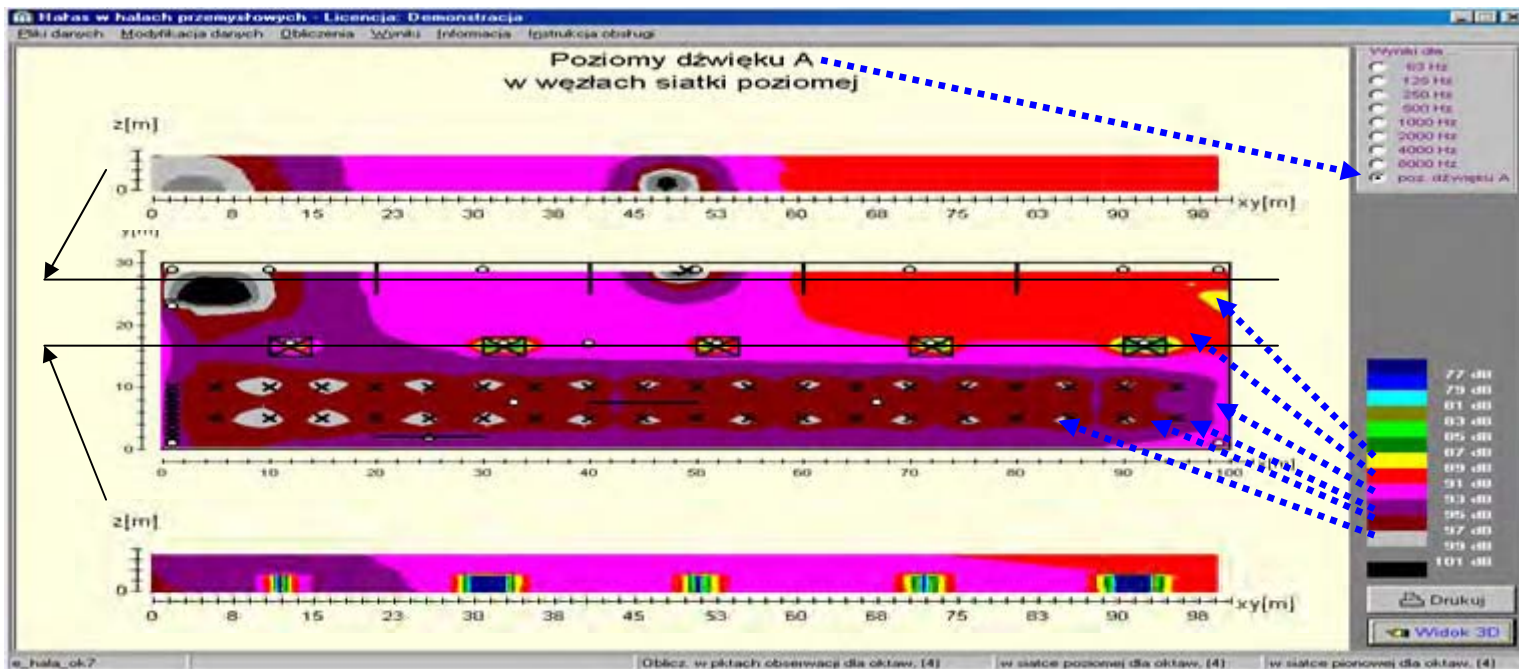 Hałas w halach przemysłowych - Licencja: Demonstracja
Pliki danych Modyfikacja danych Obliczenia Wyniki Informacja Instrukcja obsługi
Poziomy dźwięku A
w węzłach siatki poziomej
Wyniki dla
63 Hz
125 Hz
250 Hz
500 Hz
1000 Hz
2000 Hz
4000 Hz
8000 Hz
poz. dźwięku A
z[m]
0
0 8 15 23 30 38 45 53 60 68 75 83 90 98 xy[m]
y[m]
30
20
10
0
0 10 20 30 40 50 60 70 80 90 100
z[m]
0
0 8 15 23 30 38 45 53 60 68 75 83 90 98 xy[m]
77 dB
79 dB
81 dB
83 dB
85 dB
87 dB
89 dB
91 dB
93 dB
95 dB
97 dB
99 dB
101 dB
Drukuj
Widok 3D
e_hala_ok7 Oblicz. w pktach obserwacji dla oktaw, [4] w siatce poziomej dla oktaw, [4] w siatce pionowej dla oktaw, [4]